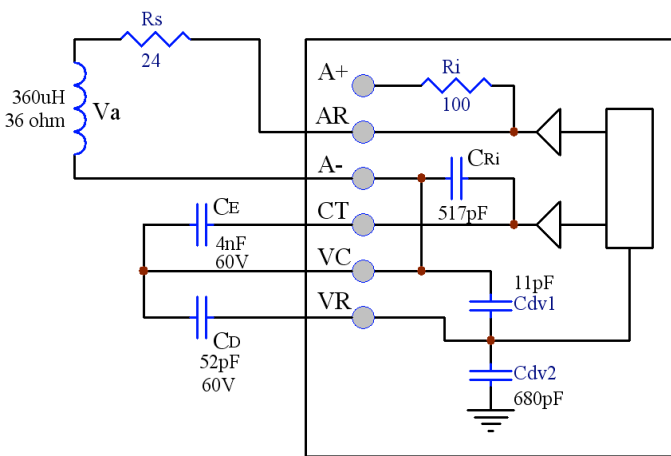 Rs
24
360uH
36 ohm
Va
A+
Ri
100
AR
A-
CRi
517pF
CT
CE
4nF
60V
VC
11pF
Cdv1
VR
CD
52pF
60V
Cdv2
680pF